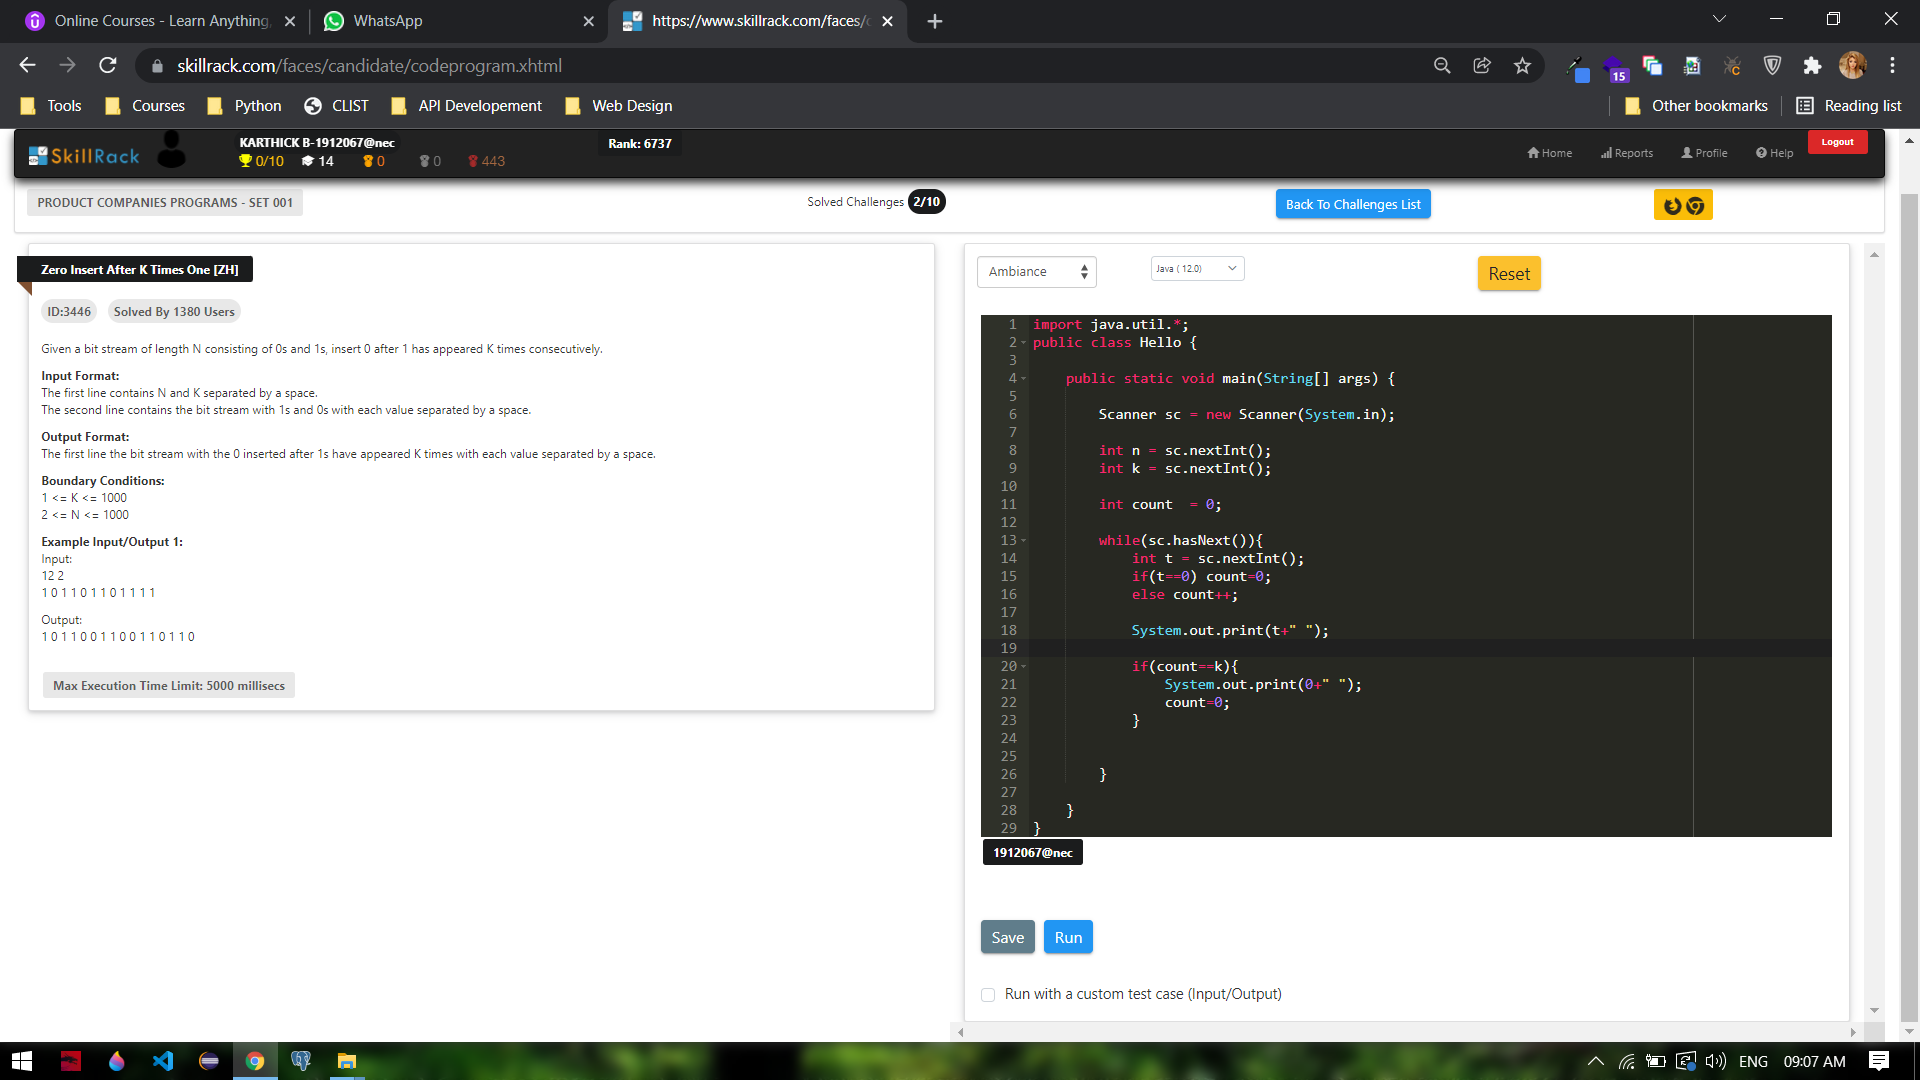 Online Courses - Learn Anything,
WhatsApp
https://www.skillrack.com/faces/c
skillrack.com/faces/candidate/codeprogram.xhtml
15
Tools
Courses
Python
CLIST
API Developement
Web Design
Other bookmarks
Reading list
SkillRack
KARTHICK B-1912067@nec
0/10
14
0
0
443
Rank: 6737
Home
Reports
Profile
Help
Logout
PRODUCT COMPANIES PROGRAMS - SET 001
Solved Challenges 2/10
Back To Challenges List
Zero Insert After K Times One [ZH]
ID:3446
Solved By 1380 Users
Given a bit stream of length N consisting of 0s and 1s, insert 0 after 1 has appeared K times consecutively.
Input Format:
The first line contains N and K separated by a space.
The second line contains the bit stream with 1s and 0s with each value separated by a space.
Output Format:
The first line the bit stream with the 0 inserted after 1s have appeared K times with each value separated by a space.
Boundary Conditions:
1 <= K <= 1000
2 <= N <= 1000
Example Input/Output 1:
Input:
12 2
1 0 1 1 0 1 1 0 1 1 1 1
Output:
1 0 1 1 0 0 1 1 0 0 1 1 0 1 1 0
Max Execution Time Limit: 5000 millisecs
Ambiance
Java ( 12.0)
Reset
1 import java.util.*;
2 public class Hello {
3
4 public static void main(String[] args) {
5
6 Scanner sc = new Scanner(System.in);
7
8 int n = sc.nextInt();
9 int k = sc.nextInt();
10
11 int count  = 0;
12
13 while(sc.hasNext()){
14 int t = sc.nextInt();
15 if(t==0) count=0;
16 else count++;
17
18 System.out.print(t+" ");
19
20 if(count==k){
21 System.out.print(0+" ");
22 count=0;
23 }
24
25
26 }
27
28 }
29 }
1912067@nec
Save
Run
Run with a custom test case (Input/Output)
ENG
09:07 AM